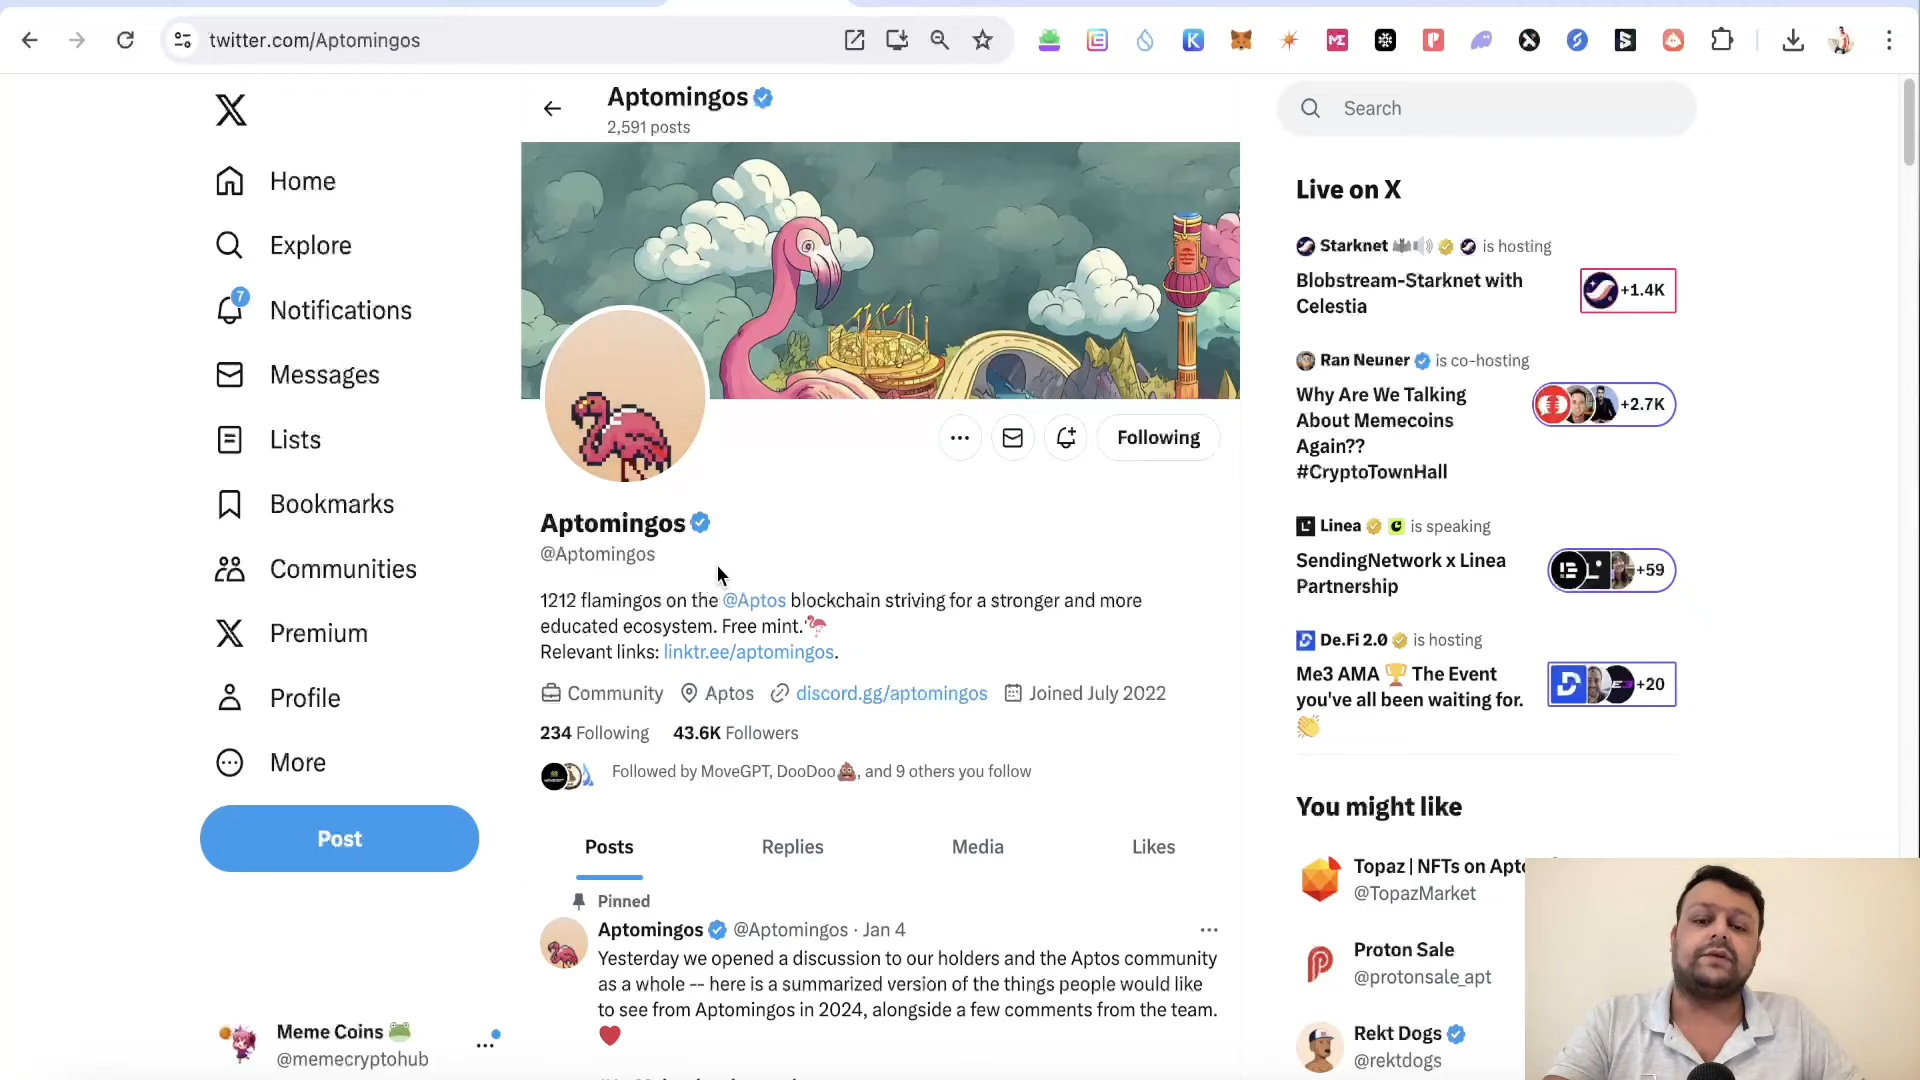 twitter.com/Aptomingos
Aptomingos
2,591 posts
Search
Home
Explore
7
Notifications
Messages
Lists
Bookmarks
Communities
Premium
Profile
More
Post
Meme Coins
@memecryptohub
Following
Aptomingos
@Aptomingos
1212 flamingos on the @Aptos blockchain striving for a stronger and more
educated ecosystem. Free mint.
Relevant links: linktr.ee/aptomingos.
Community Aptos discord.gg/aptomingos Joined July 2022
234 Following 43.6K Followers
Followed by MoveGPT, DooDoo💩, and 9 others you follow
Posts Replies Media Likes
Pinned
Aptomingos @Aptomingos · Jan 4
Yesterday we opened a discussion to our holders and the Aptos community
as a whole -- here is a summarized version of the things people would like
to see from Aptomingos in 2024, alongside a few comments from the team.
Live on X
Starknet is hosting
Blobstream-Starknet with
Celestia
+1.4K
Ran Neuner is co-hosting
Why Are We Talking
About Memecoins
Again??
#CryptoTownHall
+2.7K
Linea is speaking
SendingNetwork x Linea
Partnership
+59
De.Fi 2.0 is hosting
Me3 AMA 🏆 The Event
you've all been waiting for.
+20
You might like
Topaz | NFTs on Apto
@TopazMarket
Proton Sale
@protonsale_apt
Rekt Dogs
@rektdogs